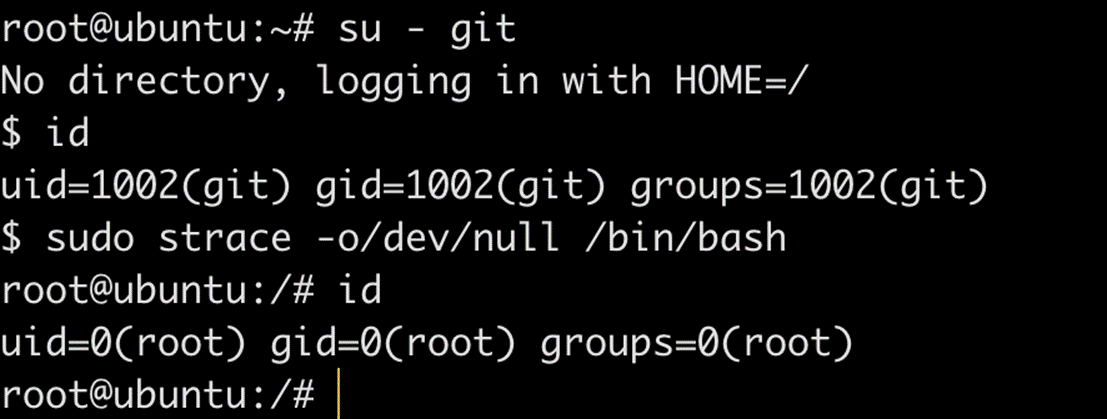 root@ubuntu:~# su - git
No directory, logging in with HOME=/
$ id
uid=1002(git) gid=1002(git) groups=1002(git)
$ sudo strace -o/dev/null /bin/bash
root@ubuntu:/# id
uid=0(root) gid=0(root) groups=0(root)
root@ubuntu:/#